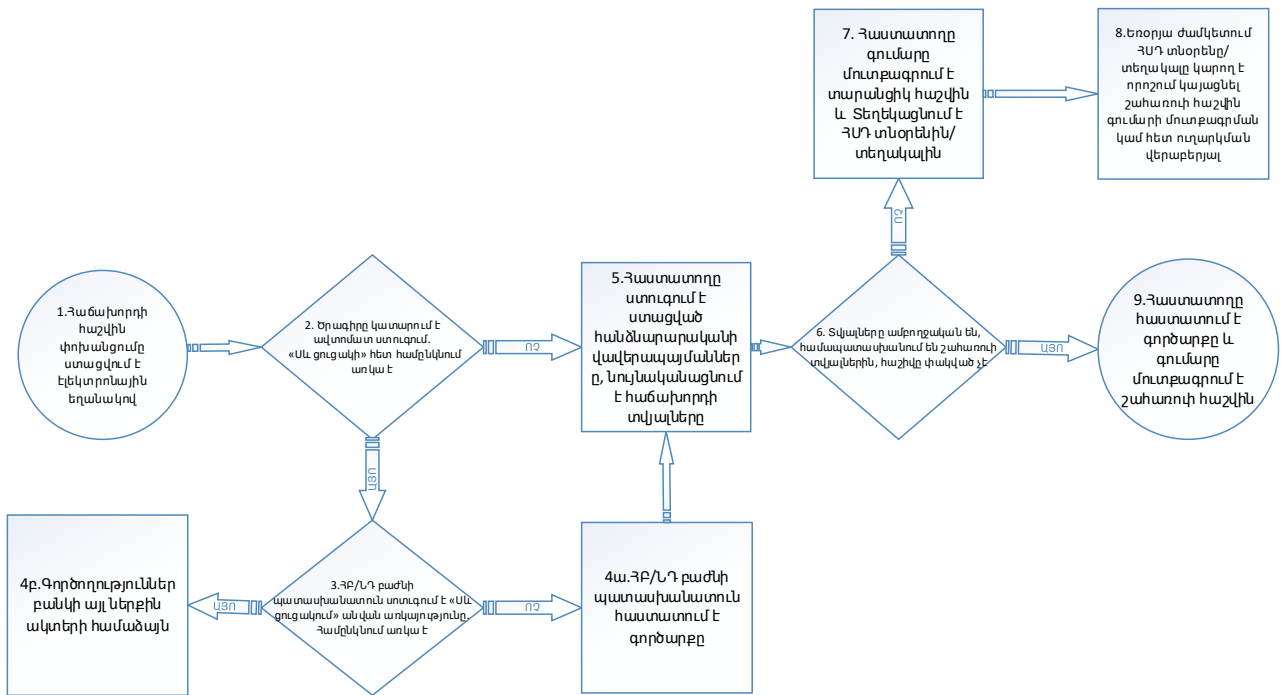 1.Հաճախորդի
հաշվին
փոխանցումը
ստացվում է
էլեկտրոնային
եղանակով
2. Ծրագիրը կատարում է
ավտոմատ ստուգում.
«Սև ցուցակի» հետ համընկնում
առկա է
ՈՉ
ԱՅՈ
3.ՀԲ/ՆԴ բաժնի
պատասխանատուն ստուգում է «Սև
ցուցակում» անվան առկայությունը.
Համընկնում առկա է
ԱՅՈ
ՈՉ
4բ.Գործողություններ
բանկի այլ ներքին
ակտերի համաձայն
4ա.ՀԲ/ՆԴ բաժնի
պատասխանատուն
հաստատում է
գործարքը
5.Հաստատողը
ստուգում է
ստացված
հանձնարարականի
վավերապայմաններ
ը, նույնականացնում
է հաճախորդի
տվյալները
6. Տվյալները ամբողջական են,
համապատասխանում են շահառուի
տվյալներին, հաշիվը փակված չէ
ՈՉ
ԱՅՈ
7. Հաստատողը
գումարը
մուտքագրում է
տարանցիկ հաշվին
և Տեղեկացնում է
ՀՍԴ տնօրենին/
տեղակալին
8.Եռօրյա ժամկետում
ՀՍԴ տնօրենը/
տեղակալը կարող է
որոշում կայացնել
շահառուի հաշվին
գումարի մուտքագրման
կամ հետ ուղարկման
վերաբերյալ
9.Հաստատողը
հաստատում է
գործարքը և
գումարը
մուտքագրում է
շահառուի հաշվին